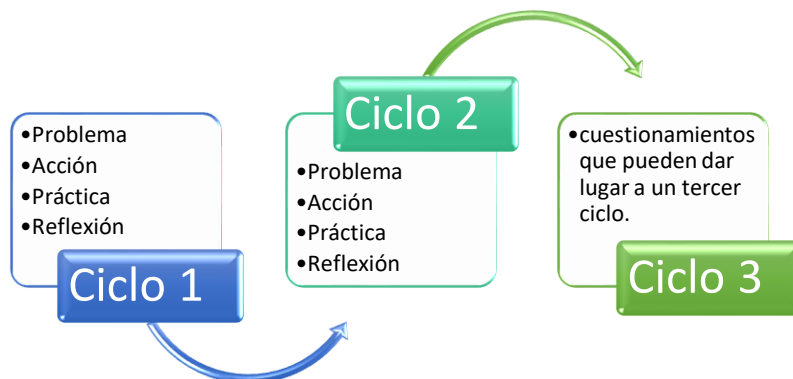 •Problema
•Acción
•Práctica
•Reflexión
Ciclo 1
Ciclo 2
•Problema
•Acción
•Práctica
•Reflexión
•cuestionamientos
que pueden dar
lugar a un tercer
ciclo.
Ciclo 3